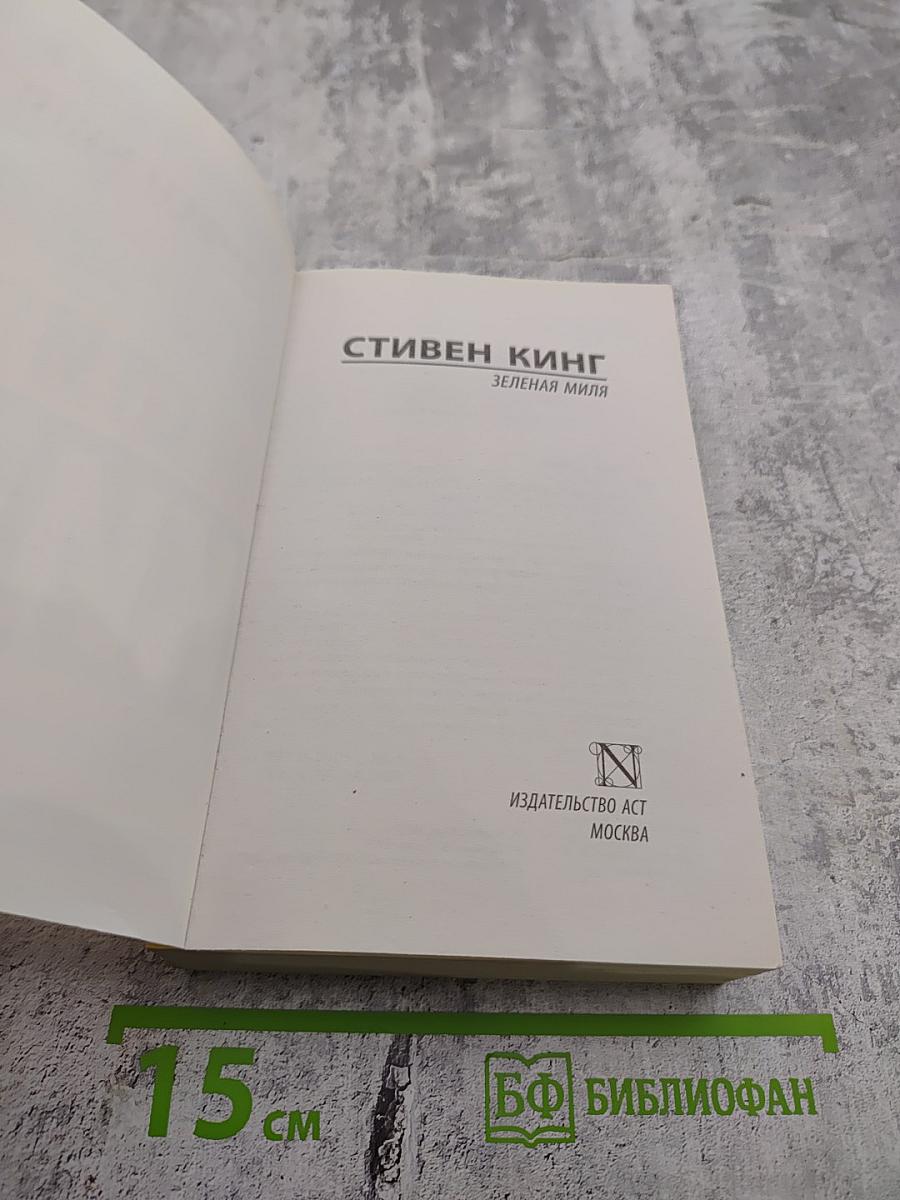 СТИВЕН КИНГ
ЗЕЛЕНАЯ МИЛЯ
N
ИЗДАТЕЛЬСТВО АСТ
МОСКВА
15 см
БФ БИБЛИОФАН